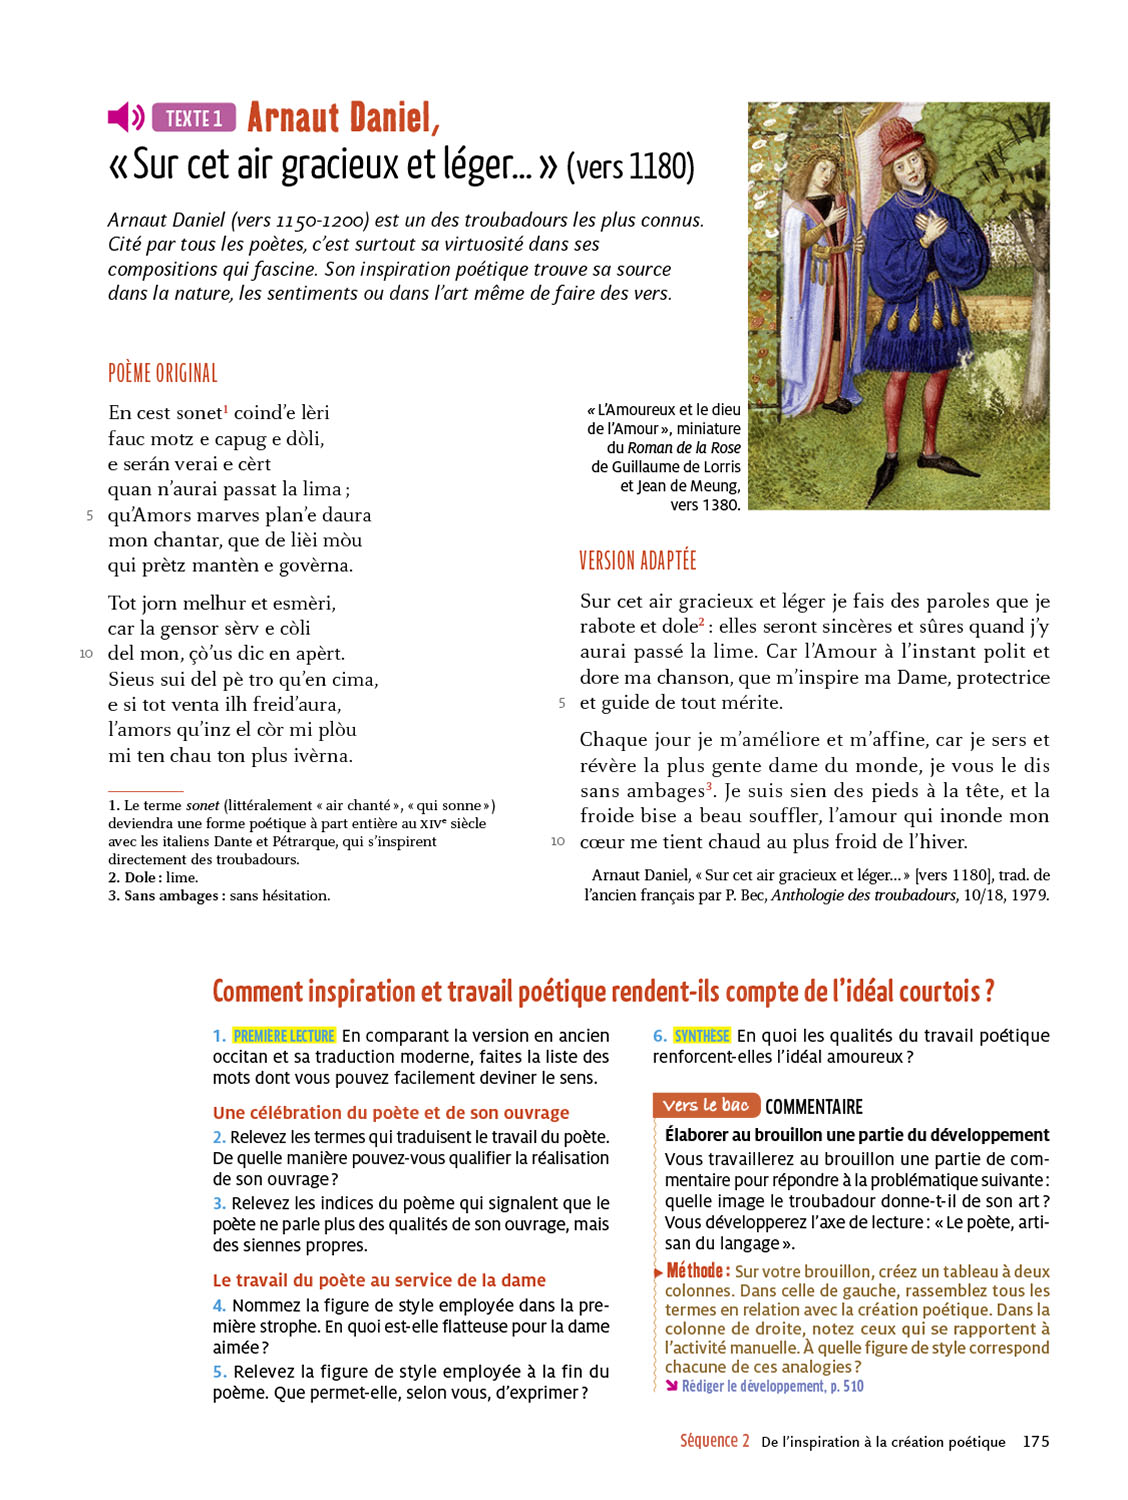 TEXTE 1 Arnaut Daniel,
« Sur cet air gracieux et léger... » (vers 1180)
Arnaut Daniel (vers 1150-1200) est un des troubadours les plus connus.
Cité par tous les poètes, c’est surtout sa virtuosité dans ses
compositions qui fascine. Son inspiration poétique trouve sa source
dans la nature, les sentiments ou dans l’art même de faire des vers.
POÈME ORIGINAL
En cest sonet1 coind’e lèri
fauc motz e capug e dòli,
e serán verai e cèrt
quan n’aurai passat la lima ;
5 qu’Amors marves plan’e daura
mon chantar, que de lièi mòu
qui prètz mantèn e govèrna.
Tot jorn melhur et esmèri,
car la gensor sèrv e còli
10 del mon, çò’us dic en apèrt.
Sieus sui del pè tro qu’en cima,
e si tot venta ilh freid’aura,
l’amors qu’inz el còr mi plòu
mi ten chau ton plus ivèrna.
1. Le terme sonet (littéralement « air chanté », « qui sonne »)
deviendra une forme poétique à part entière au XIVe siècle
avec les italiens Dante et Pétrarque, qui s’inspirent
directement des troubadours.
2. Dole : lime.
3. Sans ambages : sans hésitation.
« L’Amoureux et le dieu
de l’Amour », miniature
du Roman de la Rose
de Guillaume de Lorris
et Jean de Meung,
vers 1380.
VERSION ADAPTÉE
Sur cet air gracieux et léger je fais des paroles que je
rabote et dole2 : elles seront sincères et sûres quand j’y
aurai passé la lime. Car l’Amour à l’instant polit et
dore ma chanson, que m’inspire ma Dame, protectrice
5 et guide de tout mérite.
Chaque jour je m’améliore et m’affine, car je sers et
révère la plus gente dame du monde, je vous le dis
sans ambages3. Je suis sien des pieds à la tête, et la
froide bise a beau souffler, l’amour qui inonde mon
10 cœur me tient chaud au plus froid de l’hiver.
Arnaut Daniel, « Sur cet air gracieux et léger... » [vers 1180], trad. de
l’ancien français par P. Bec, Anthologie des troubadours, 10/18, 1979.
Comment inspiration et travail poétique rendent-ils compte de l’idéal courtois ?
1. PREMIÈRE LECTURE En comparant la version en ancien
occitan et sa traduction moderne, faites la liste des
mots dont vous pouvez facilement deviner le sens.
Une célébration du poète et de son ouvrage
2. Relevez les termes qui traduisent le travail du poète.
De quelle manière pouvez-vous qualifier la réalisation
de son ouvrage ?
3. Relevez les indices du poème qui signalent que le
poète ne parle plus des qualités de son ouvrage, mais
des siennes propres.
Le travail du poète au service de la dame
4. Nommez la figure de style employée dans la pre-
mière strophe. En quoi est-elle flatteuse pour la dame
aimée ?
5. Relevez la figure de style employée à la fin du
poème. Que permet-elle, selon vous, d’exprimer ?
6. SYNTHÈSE En quoi les qualités du travail poétique
renforcent-elles l’idéal amoureux ?
Vers le bac COMMENTAIRE
Élaborer au brouillon une partie du développement
Vous travaillerez au brouillon une partie de com-
mentaire pour répondre à la problématique suivante :
quelle image le troubadour donne-t-il de son art ?
Vous développerez l’axe de lecture : « Le poète, arti-
san du langage ».
Méthode : Sur votre brouillon, créez un tableau à deux
colonnes. Dans celle de gauche, rassemblez tous les
termes en relation avec la création poétique. Dans la
colonne de droite, notez ceux qui se rapportent à
l’activité manuelle. À quelle figure de style correspond
chacune de ces analogies ?
Rédiger le développement, p. 510
Séquence 2 De l’inspiration à la création poétique 175